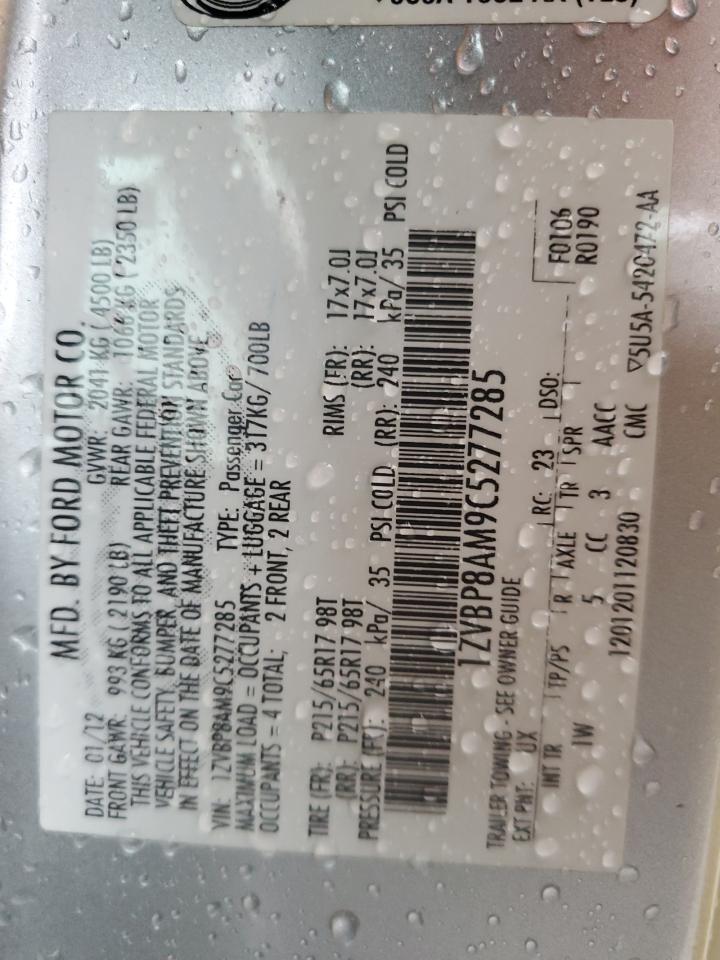 MFD. BY FORD MOTOR CO.
DATE: 01/12 GVWR: 2041 KG ( 4500 LB)
FRONT GAWR: 993 KG ( 2190 LB) REAR GAWR: 1066 KG ( 2350 LB)
THIS VEHICLE CONFORMS TO ALL APPLICABLE FEDERAL MOTOR
VEHICLE SAFETY, BUMPER, AND THEFT PREVENTION STANDARDS
IN EFFECT ON THE DATE OF MANUFACTURE SHOWN ABOVE
VIN: 1ZVBP8AM9C5277285 TYPE: Passenger Car
MAXIMUM LOAD = OCCUPANTS + LUGGAGE = 317KG/700LB
OCCUPANTS = 4 TOTAL; 2 FRONT, 2 REAR
TIRE (FR): P215/65R17 98T RIMS (FR): 17x7.0J
(RR): P215/65R17 98T (RR): 17x7.0J
PRESSURE (FR): 240 kPa/ 35 PSI COLD (RR): 240 kPa/ 35 PSI COLD
1ZVBP8AM9C5277285
TRAILER TOWING - SEE OWNER GUIDE
EXT PNT: UX RC: 23 DSO: F0106
R0190
INT TR TP/PS R AXLE TR SPR
1W 5 CC 3 AACC
1201201120830 CMC ▽5U5A-5420472-AA